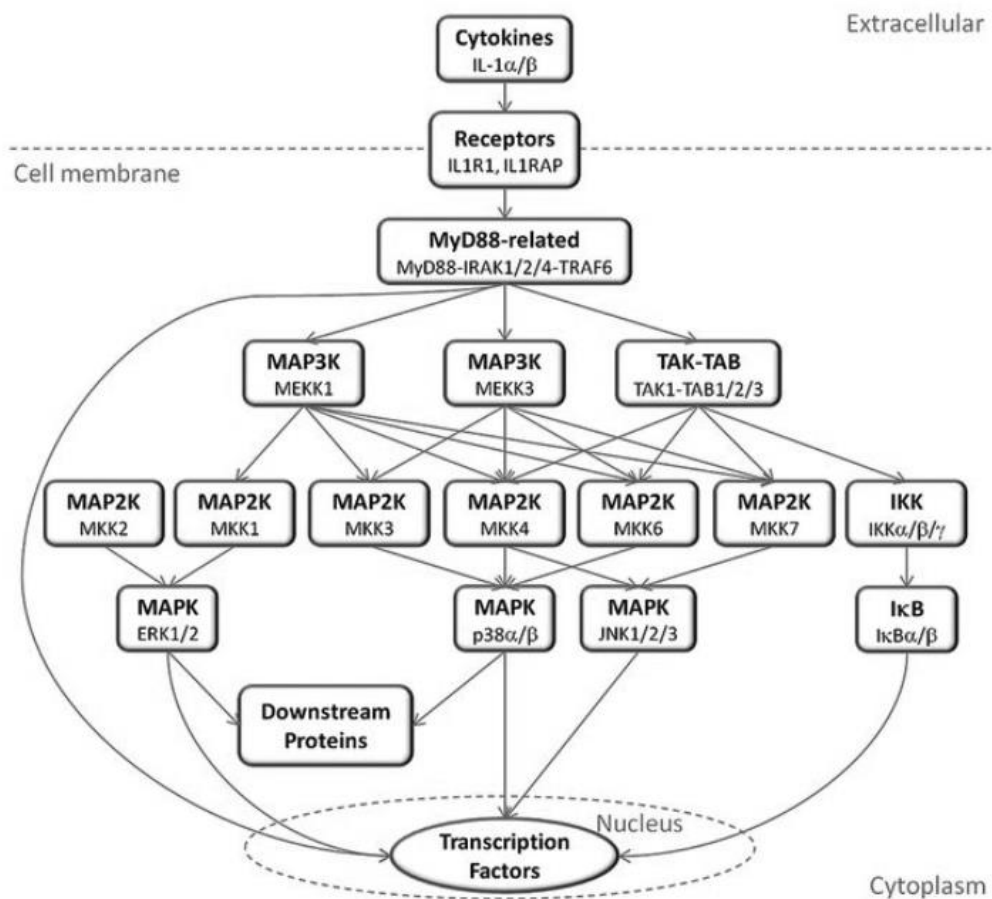 Extracellular
Cytokines
IL-1α/β
Receptors
IL1R1, IL1RAP
Cell membrane
MyD88-related
MyD88-IRAK1/2/4-TRAF6
MAP3K
MEKK1
MAP3K
MEKK3
TAK-TAB
TAK1-TAB1/2/3
MAP2K
MKK2
MAP2K
MKK1
MAP2K
MKK3
MAP2K
MKK4
MAP2K
MKK6
MAP2K
MKK7
IKK
IKKα/β/γ
MAPK
ERK1/2
MAPK
p38α/β
MAPK
JNK1/2/3
IκB
IκBα/β
Downstream
Proteins
Nucleus
Transcription
Factors
Cytoplasm